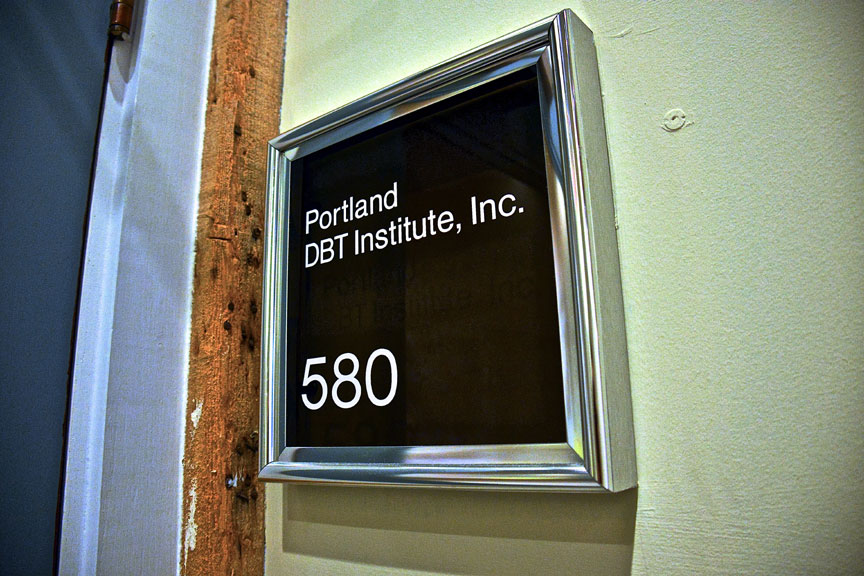 Portland
DBT Institute, Inc.
580